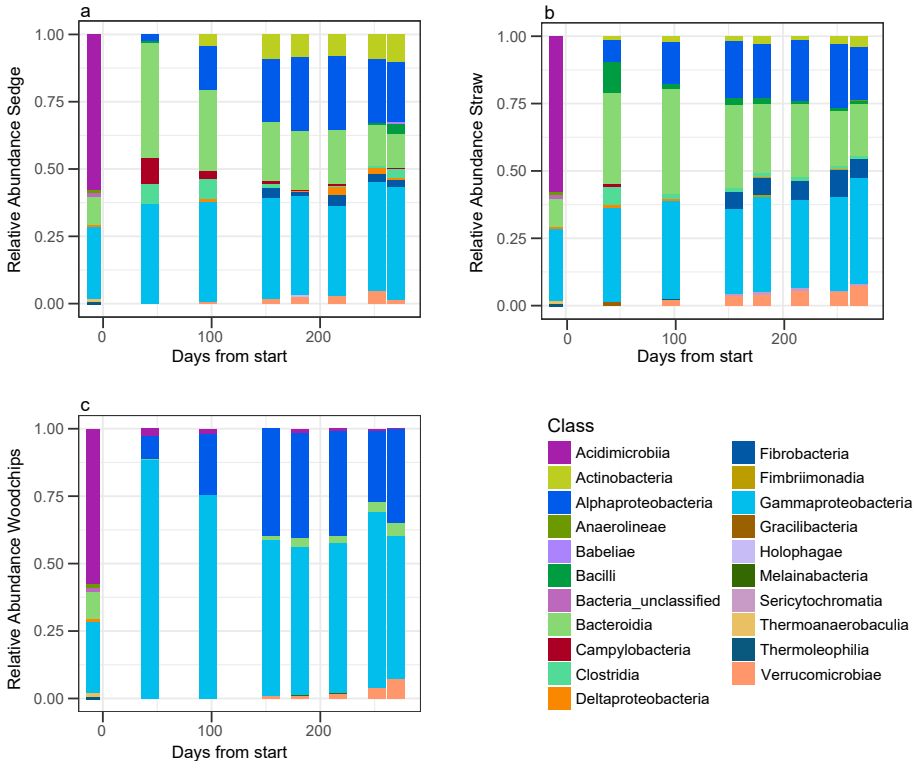 a
Relative Abundance Sedge
1.00
0.75
0.50
0.25
0.00
0
100
200
Days from start
b
Relative Abundance Straw
1.00
0.75
0.50
0.25
0.00
0
100
200
Days from start
c
Relative Abundance Woodchips
1.00
0.75
0.50
0.25
0.00
0
100
200
Days from start
Class
Acidimicrobiia
Actinobacteria
Alphaproteobacteria
Anaerolineae
Babeliae
Bacilli
Bacteria_unclassified
Bacteroidia
Campylobacteria
Clostridia
Deltaproteobacteria
Fibrobacteria
Fimbriimonadia
Gammaproteobacteria
Gracilibacteria
Holophagae
Melainabacteria
Sericytochromatia
Thermoanaerobaculia
Thermoleophilia
Verrucomicrobiae